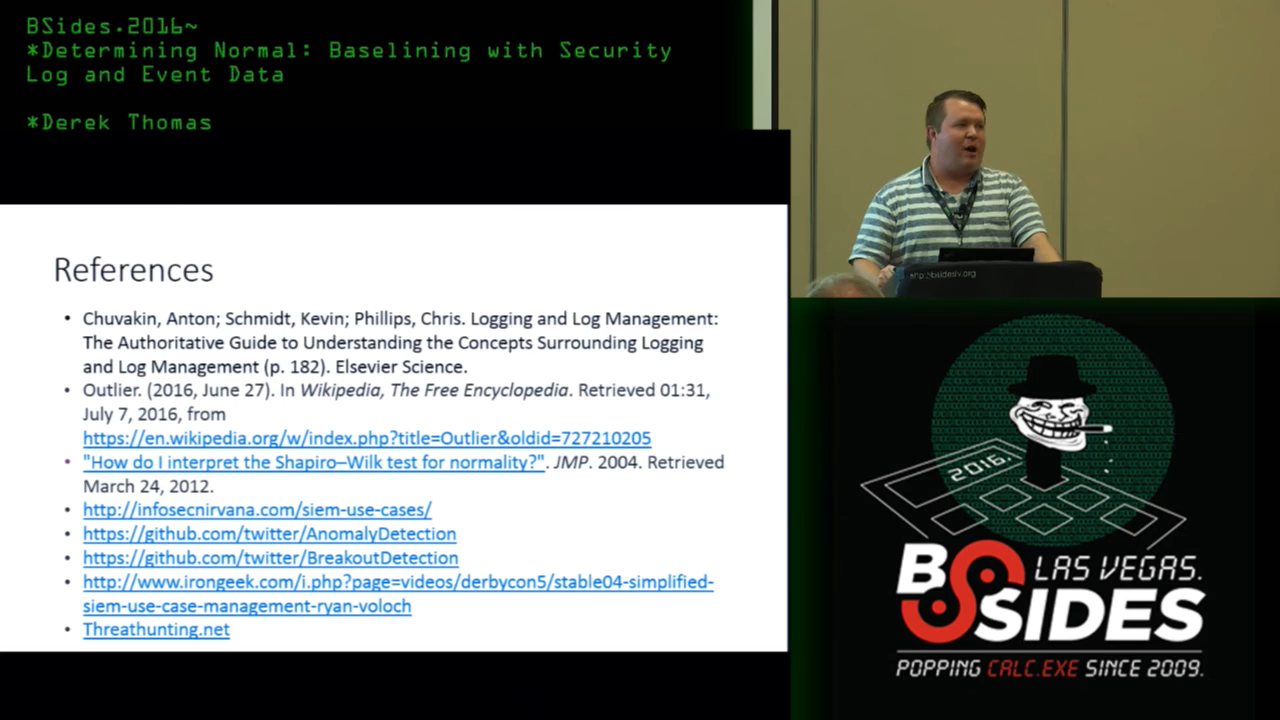 BSides.2016~
*Determining Normal: Baselining with Security
Log and Event Data
*Derek Thomas
References
• Chuvakin, Anton; Schmidt, Kevin; Phillips, Chris. Logging and Log Management:
The Authoritative Guide to Understanding the Concepts Surrounding Logging
and Log Management (p. 182). Elsevier Science.
• Outlier. (2016, June 27). In Wikipedia, The Free Encyclopedia. Retrieved 01:31,
July 7, 2016, from
https://en.wikipedia.org/w/index.php?title=Outlier&oldid=727210205
• "How do I interpret the Shapiro–Wilk test for normality?". JMP. 2004. Retrieved
March 24, 2012.
• http://infosecnirvana.com/siem-use-cases/
• https://github.com/twitter/AnomalyDetection
• https://github.com/twitter/BreakoutDetection
• http://www.irongeek.com/i.php?page=videos/derbycon5/stable04-simplified-
siem-use-case-management-ryan-voloch
• Threathunting.net
2016.
BSIDES
LAS VEGAS.
POPPING CALC.EXE SINCE 2009.